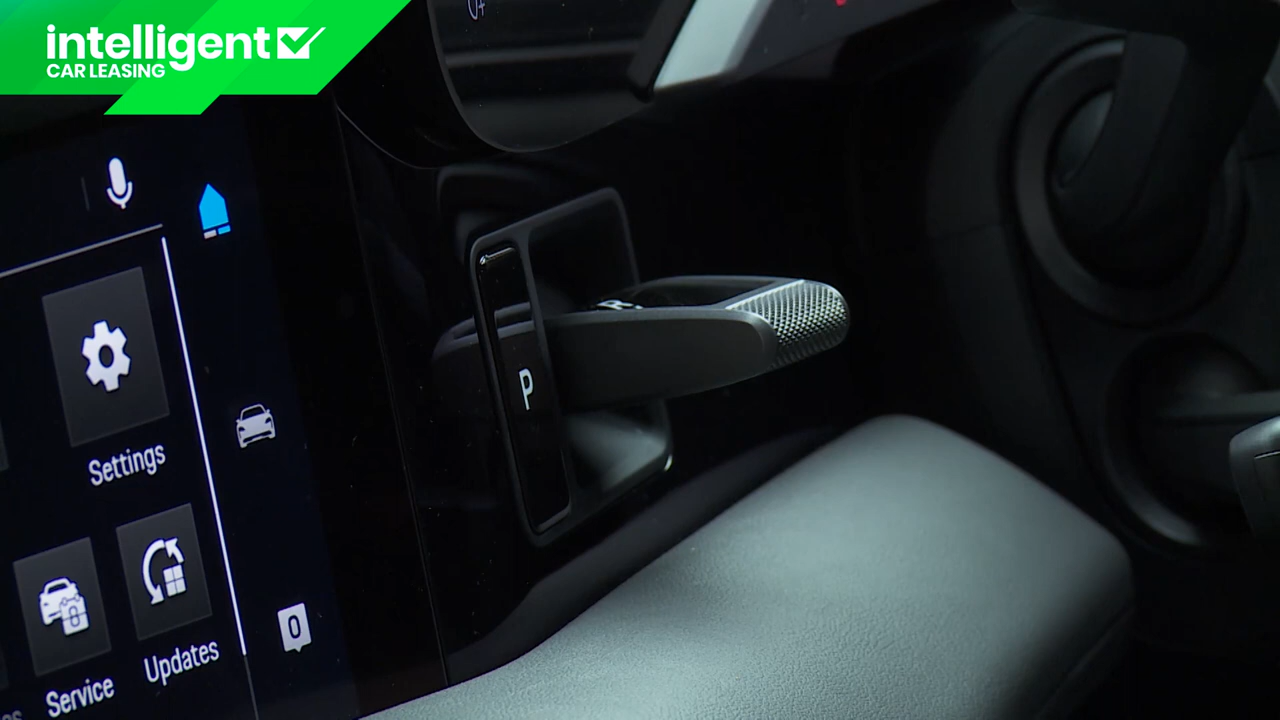 intelligent
CAR LEASING
R
P
Settings
0
Updates
Service